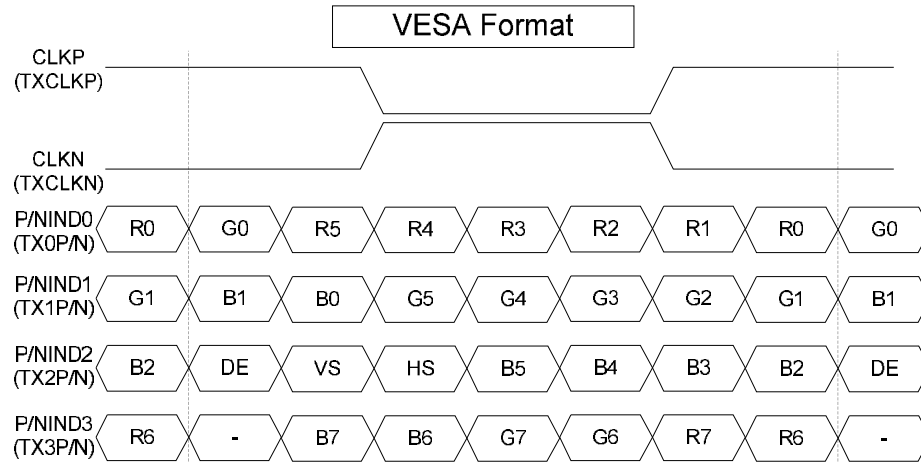 VESA Format
CLKP
(TXCLKP)
CLKN
(TXCLKN)
P/NIND0
(TX0P/N)
R0 G0 R5 R4 R3 R2 R1 R0 G0
P/NIND1
(TX1P/N)
G1 B1 B0 G5 G4 G3 G2 G1 B1
P/NIND2
(TX2P/N)
B2 DE VS HS B5 B4 B3 B2 DE
P/NIND3
(TX3P/N)
R6 - B7 B6 G7 G6 R7 R6 -